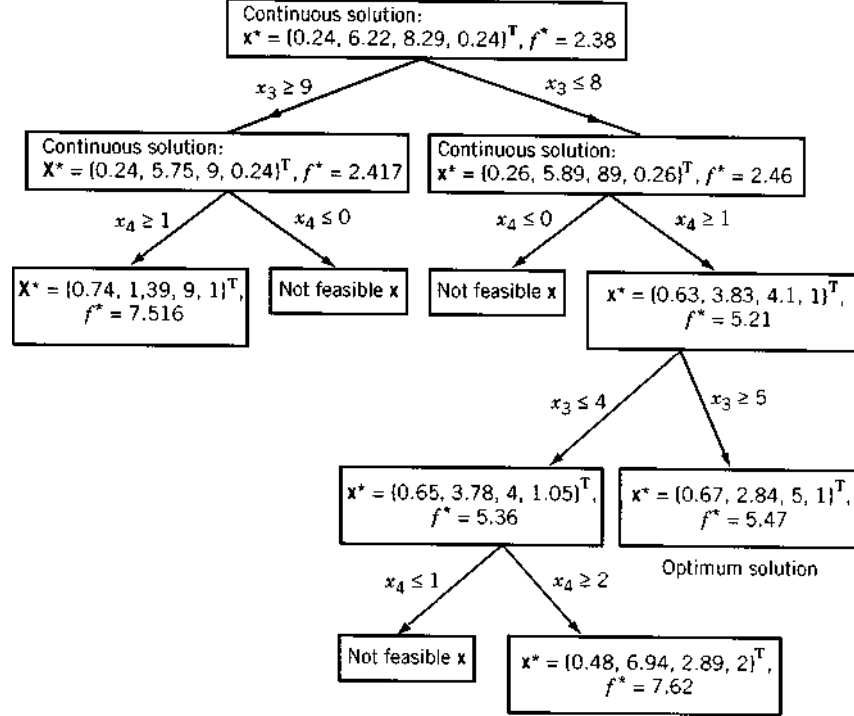 Continuous solution:
x* = {0.24, 6.22, 8.29, 0.24}ᵀ, f* = 2.38
x₃ ≥ 9
x₃ ≤ 8
Continuous solution:
X* = {0.24, 5.75, 9, 0.24}ᵀ, f* = 2.417
Continuous solution:
x* = {0.26, 5.89, 89, 0.26}ᵀ, f* = 2.46
x₄ ≥ 1
x₄ ≤ 0
x₄ ≤ 0
x₄ ≥ 1
X* = {0.74, 1,39, 9, 1}ᵀ,
f* = 7.516
Not feasible x
Not feasible x
x* = {0.63, 3.83, 4.1, 1}ᵀ,
f* = 5.21
x₃ ≤ 4
x₃ ≥ 5
x* = {0.65, 3.78, 4, 1.05}ᵀ,
f* = 5.36
x* = {0.67, 2.84, 5, 1}ᵀ,
f* = 5.47
Optimum solution
x₄ ≤ 1
x₄ ≥ 2
Not feasible x
x* = {0.48, 6.94, 2.89, 2}ᵀ,
f* = 7.62